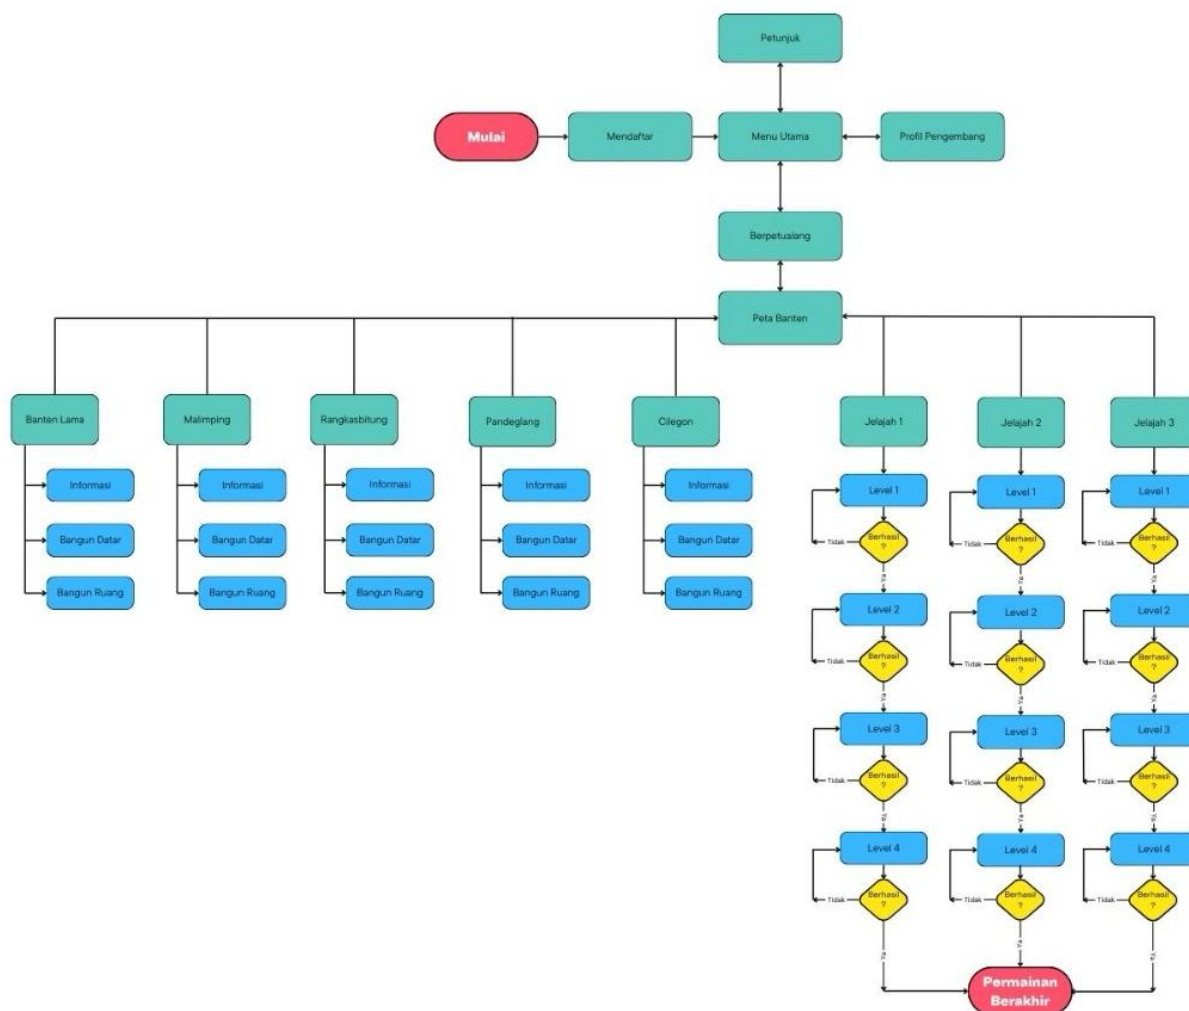 Petunjuk
Mulai
Mendaftar
Menu Utama
Profil Pengembang
Berpetualang
Peta Banten
Banten Lama
Malimping
Rangkasbitung
Pandeglang
Cilegon
Jelajah 1
Jelajah 2
Jelajah 3
Informasi
Informasi
Informasi
Informasi
Informasi
Bangun Datar
Bangun Datar
Bangun Datar
Bangun Datar
Bangun Datar
Bangun Ruang
Bangun Ruang
Bangun Ruang
Bangun Ruang
Bangun Ruang
Level 1
Level 1
Level 1
Tidak
Berhasil
?
Tidak
Berhasil
?
Tidak
Berhasil
?
Ya
Ya
Ya
Level 2
Level 2
Level 2
Tidak
Berhasil
?
Tidak
Berhasil
?
Tidak
Berhasil
?
Ya
Ya
Ya
Level 3
Level 3
Level 3
Tidak
Berhasil
?
Tidak
Berhasil
?
Tidak
Berhasil
?
Ya
Ya
Ya
Level 4
Level 4
Level 4
Tidak
Berhasil
?
Tidak
Berhasil
?
Tidak
Berhasil
?
Ya
Ya
Ya
Permainan
Berakhir